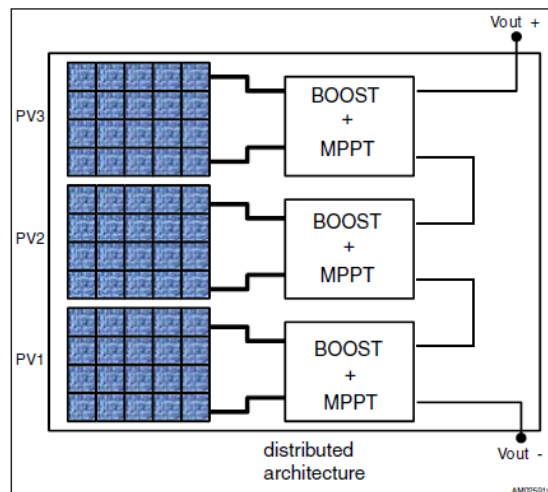 Vout +
PV3
BOOST
+
MPPT
PV2
BOOST
+
MPPT
PV1
BOOST
+
MPPT
Vout -
distributed
architecture